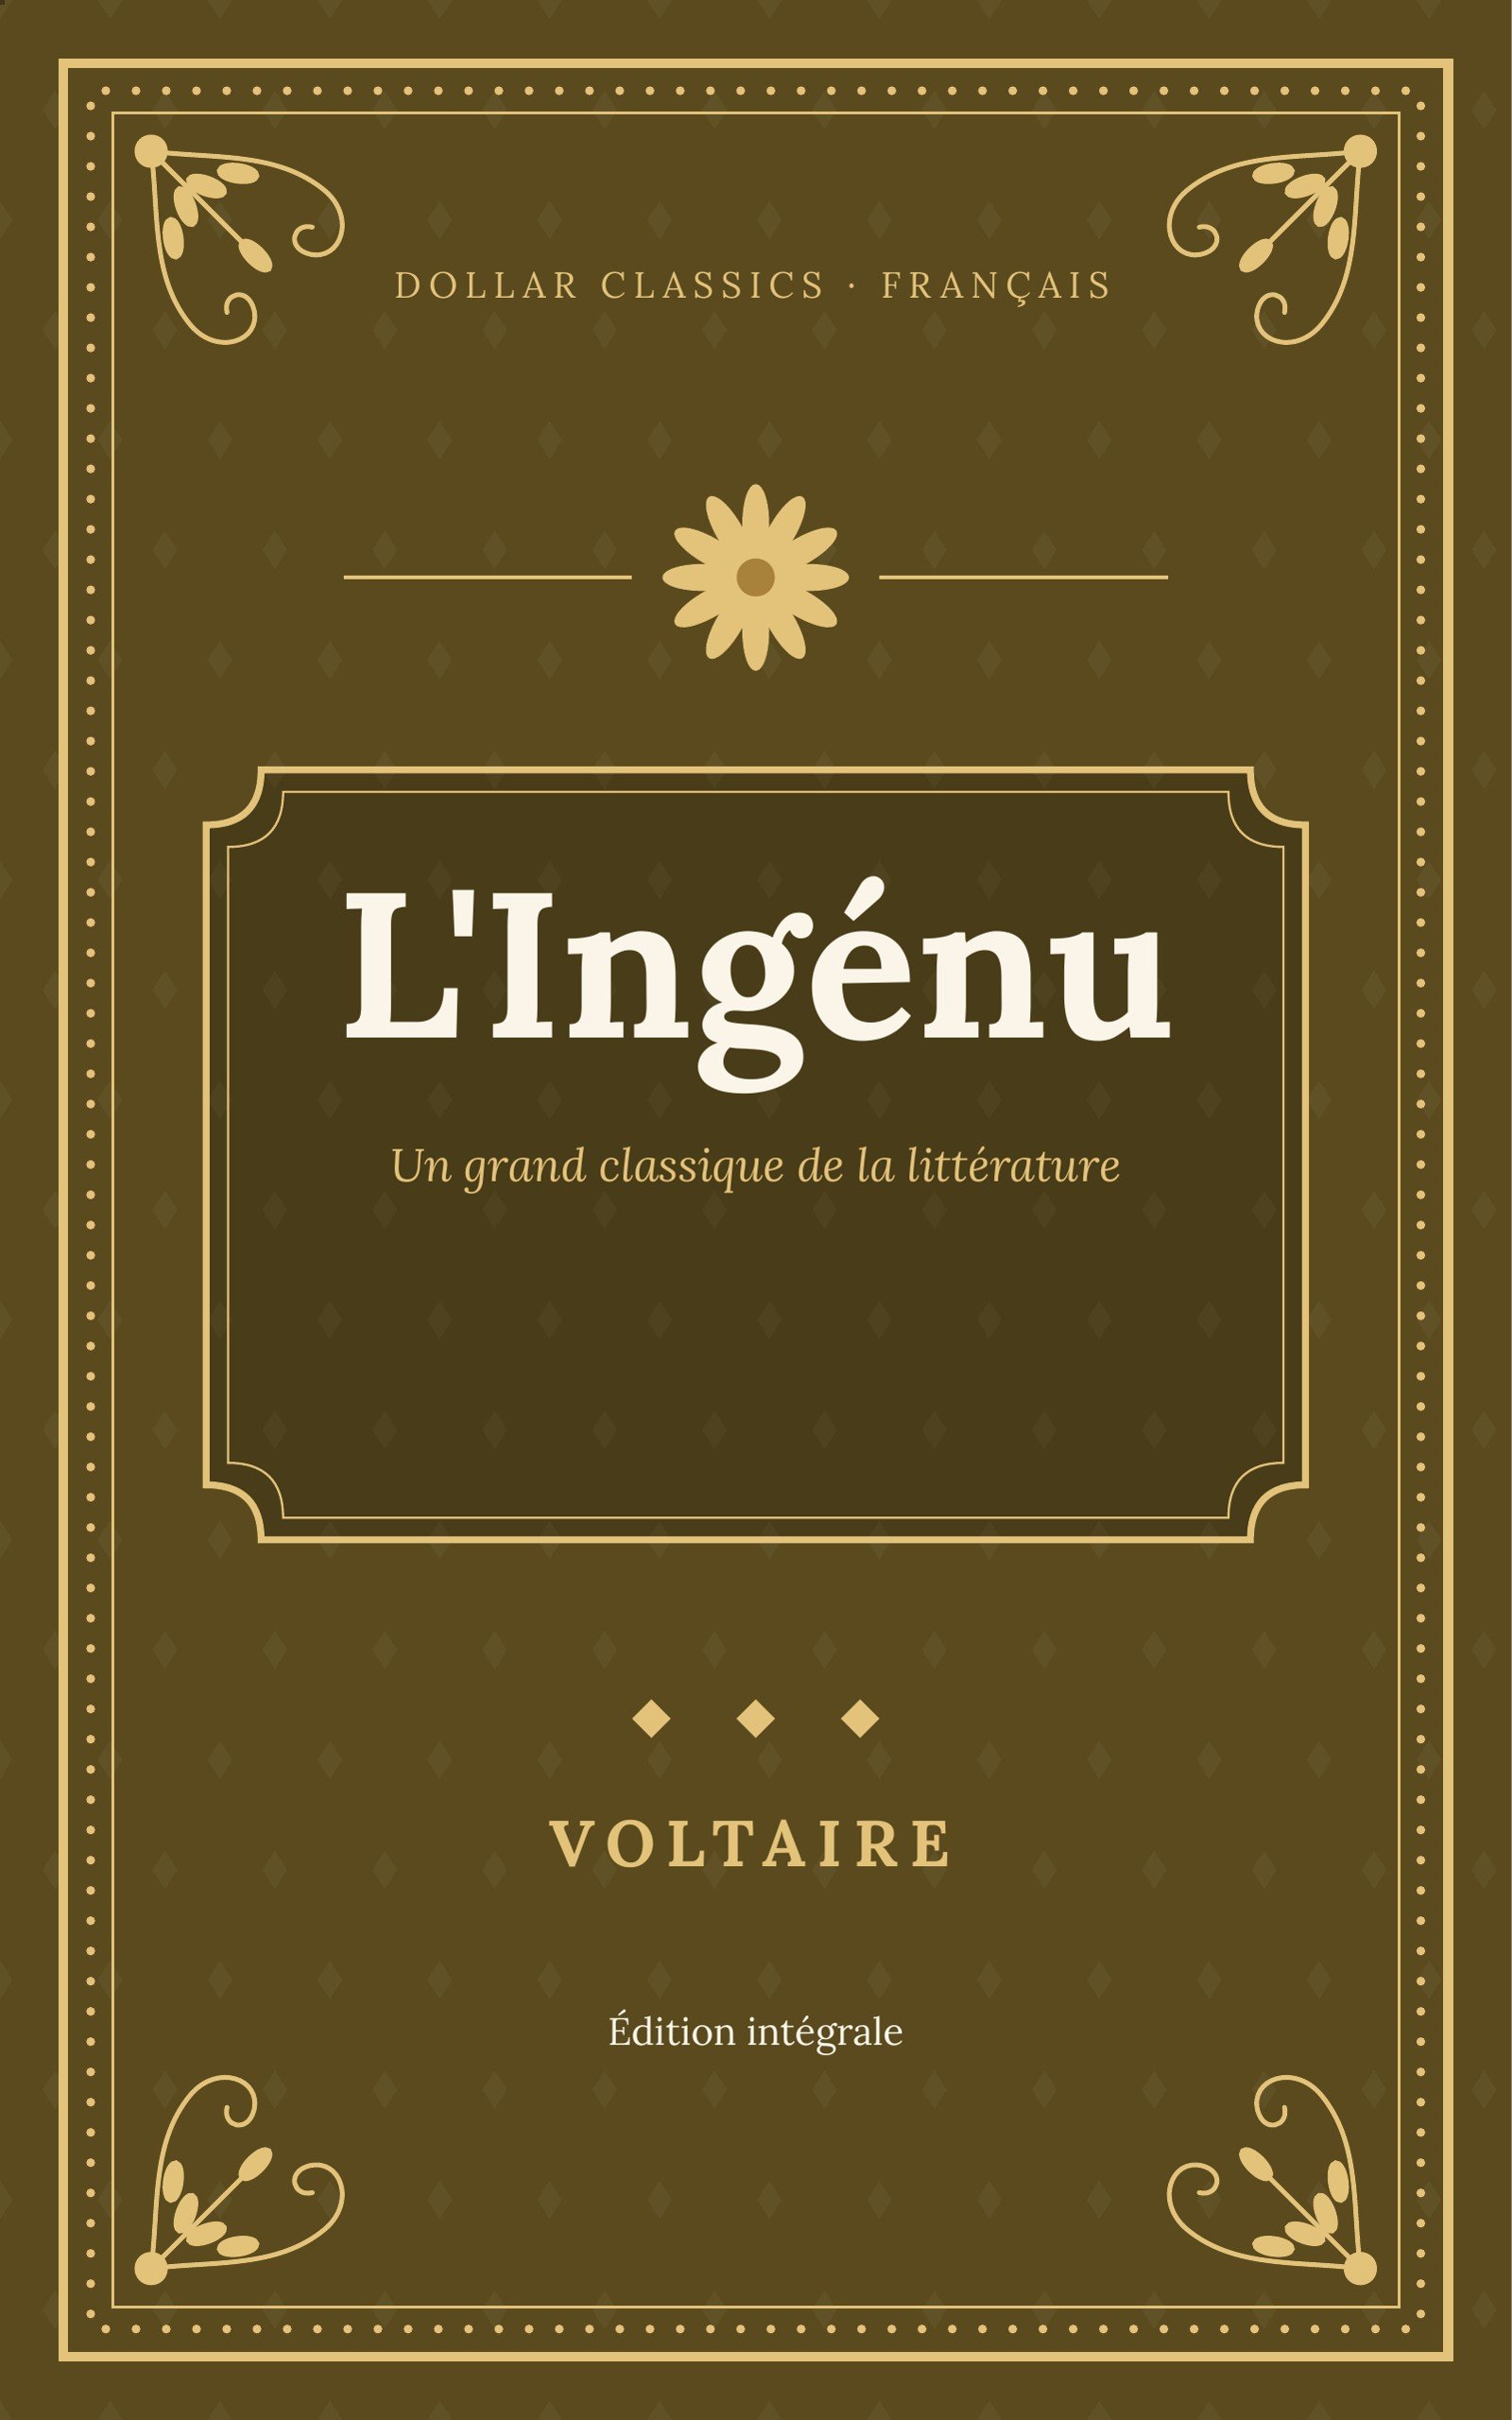 DOLLAR CLASSICS · FRANÇAIS
L'Ingénu
Un grand classique de la littérature
VOLTAIRE
Édition intégrale